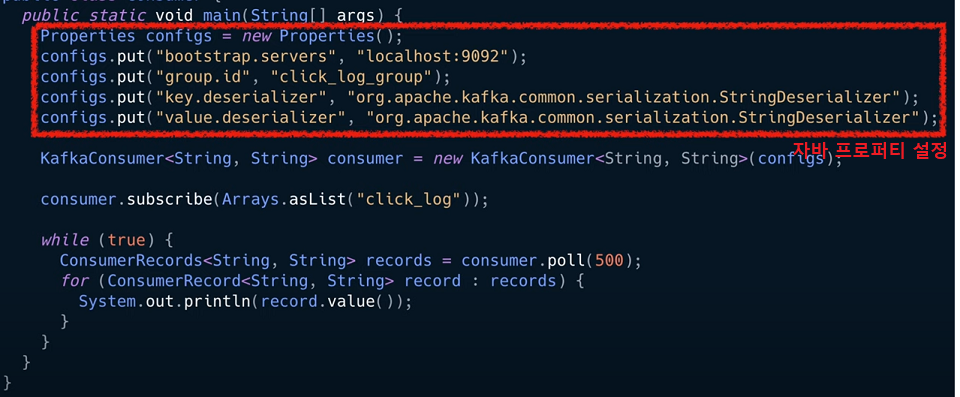 public static void main(String[] args) {
Properties configs = new Properties();
configs.put("bootstrap.servers", "localhost:9092");
configs.put("group.id", "click_log_group");
configs.put("key.deserializer", "org.apache.kafka.common.serialization.StringDeserializer");
configs.put("value.deserializer", "org.apache.kafka.common.serialization.StringDeserializer");
KafkaConsumer<String, String> consumer = new KafkaConsumer<String, String>(configs);
자바 프로퍼티 설정
consumer.subscribe(Arrays.asList("click_log"));
while (true) {
ConsumerRecords<String, String> records = consumer.poll(500);
for (ConsumerRecord<String, String> record : records) {
System.out.println(record.value());
}
}
}
}